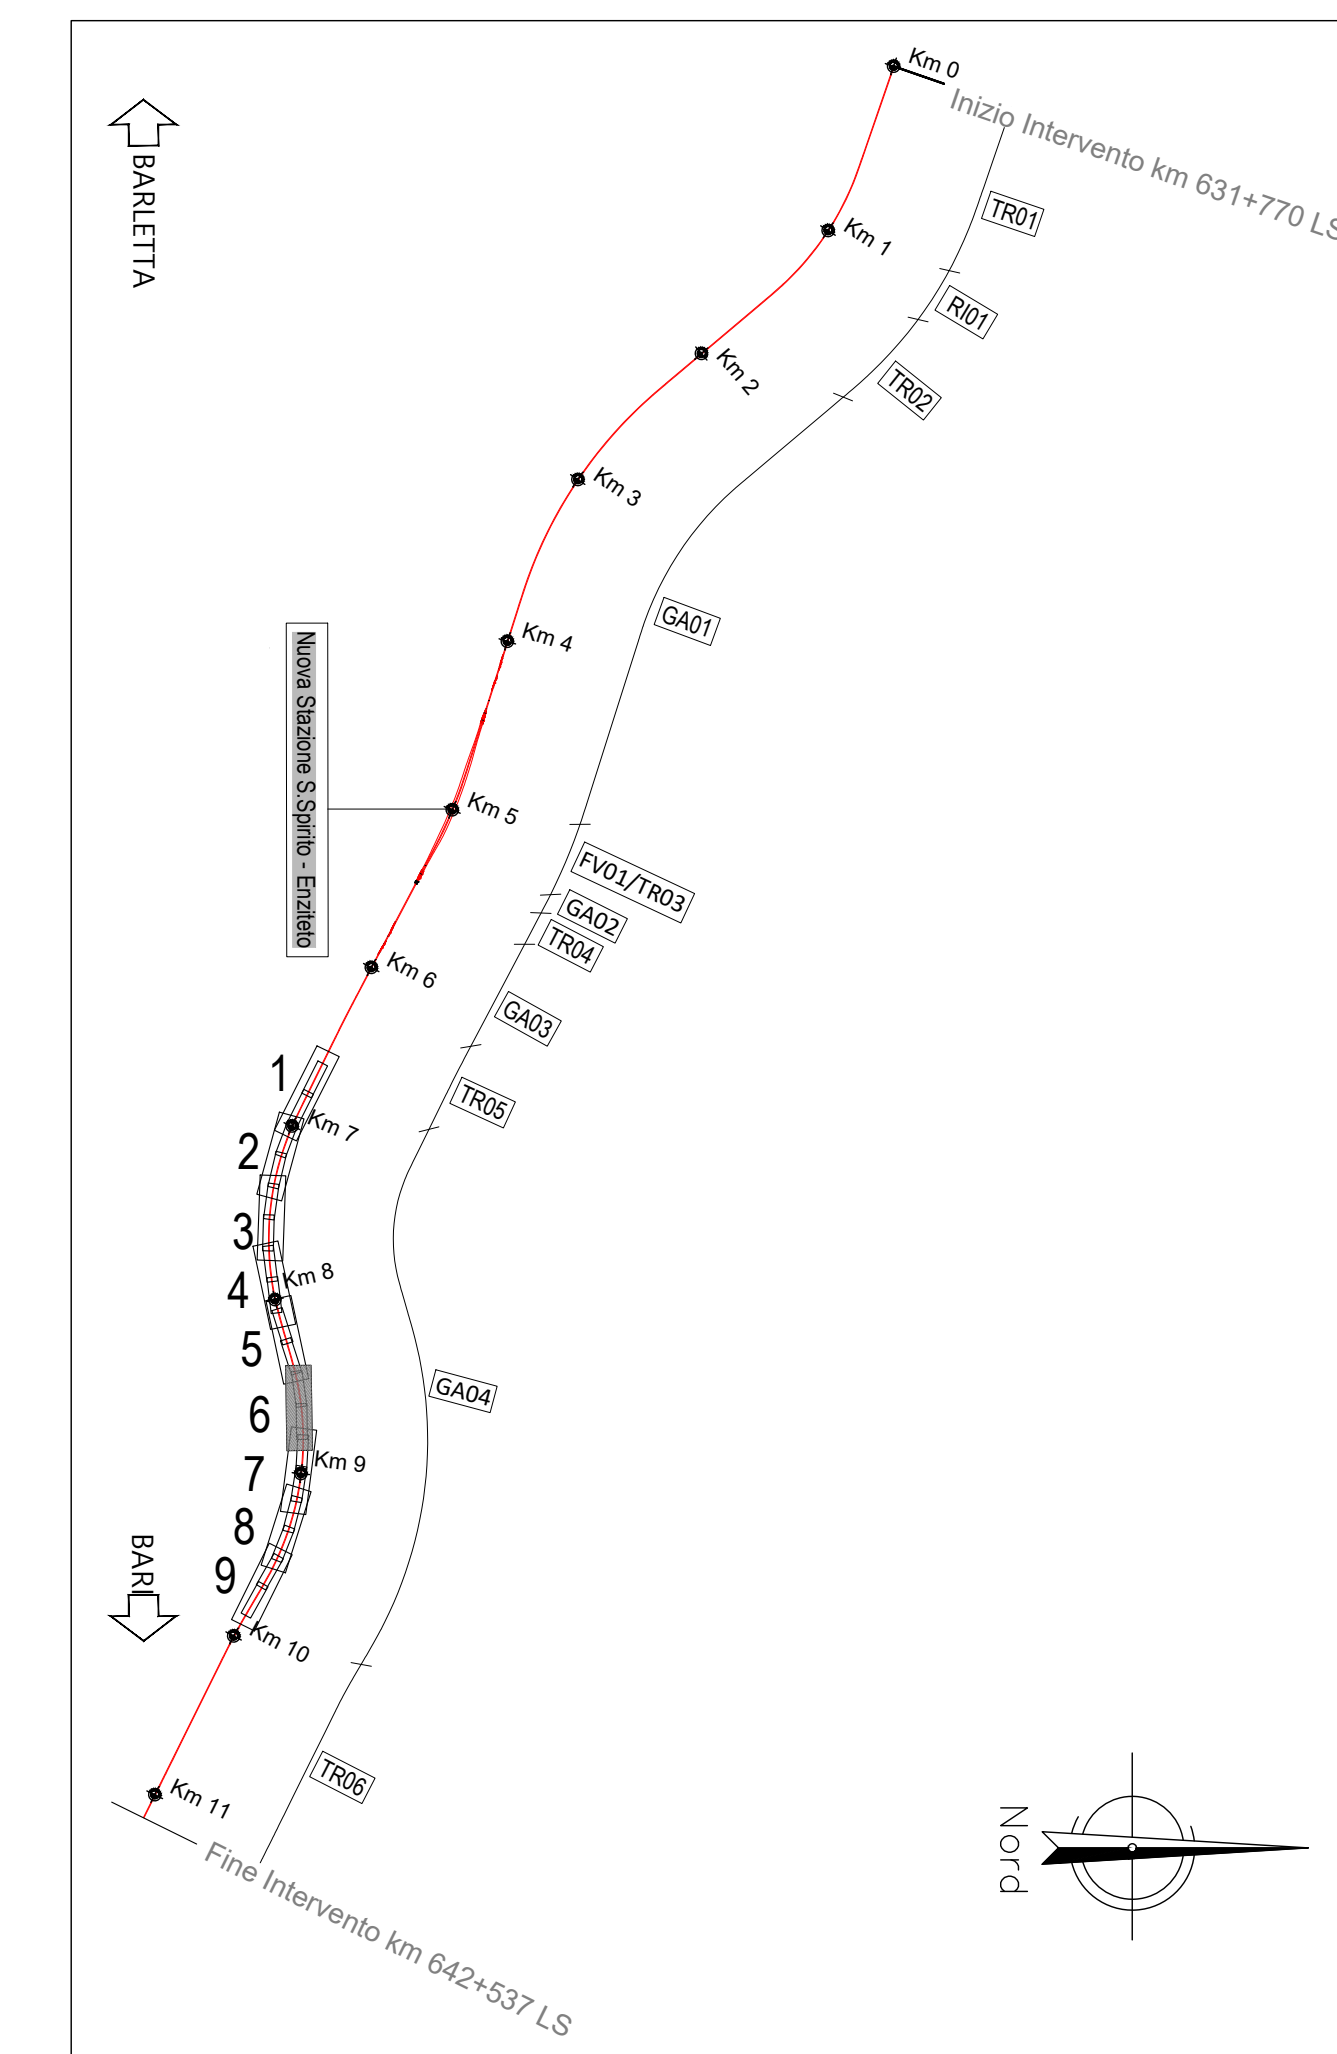 Km 0
Inizio Intervento km 631+770 LS
BARLETTA
TR01
Km 1
RI01
Km 2
TR02
Km 3
GA01
Km 4
Nuova Stazione S.Spirito - Enziteto
Km 5
FV01/TR03
GA02
TR04
Km 6
GA03
1
TR05
Km 7
2
3
Km 8
4
5
GA04
6
Km 9
7
8
BARI
9
Km 10
TR06
Km 11
Nord
Fine Intervento km 642+537 LS